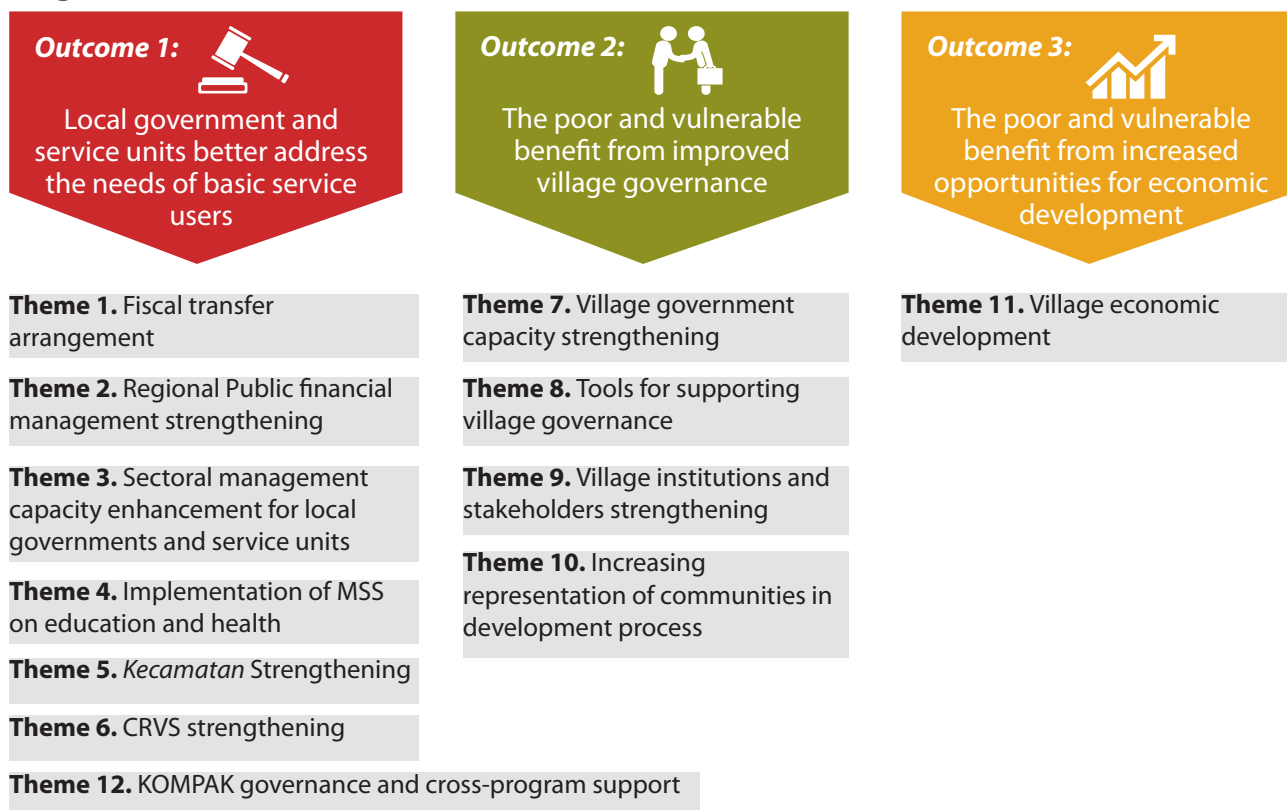 Outcome 1:
Local government and
service units better address
the needs of basic service
users
Outcome 2:
The poor and vulnerable
benefit from improved
village governance
Outcome 3:
The poor and vulnerable
benefit from increased
opportunities for economic
development
Theme 1. Fiscal transfer
arrangement
Theme 2. Regional Public financial
management strengthening
Theme 3. Sectoral management
capacity enhancement for local
governments and service units
Theme 4. Implementation of MSS
on education and health
Theme 5. Kecamatan Strengthening
Theme 6. CRVS strengthening
Theme 7. Village government
capacity strengthening
Theme 8. Tools for supporting
village governance
Theme 9. Village institutions and
stakeholders strengthening
Theme 10. Increasing
representation of communities in
development process
Theme 11. Village economic
development
Theme 12. KOMPAK governance and cross-program support